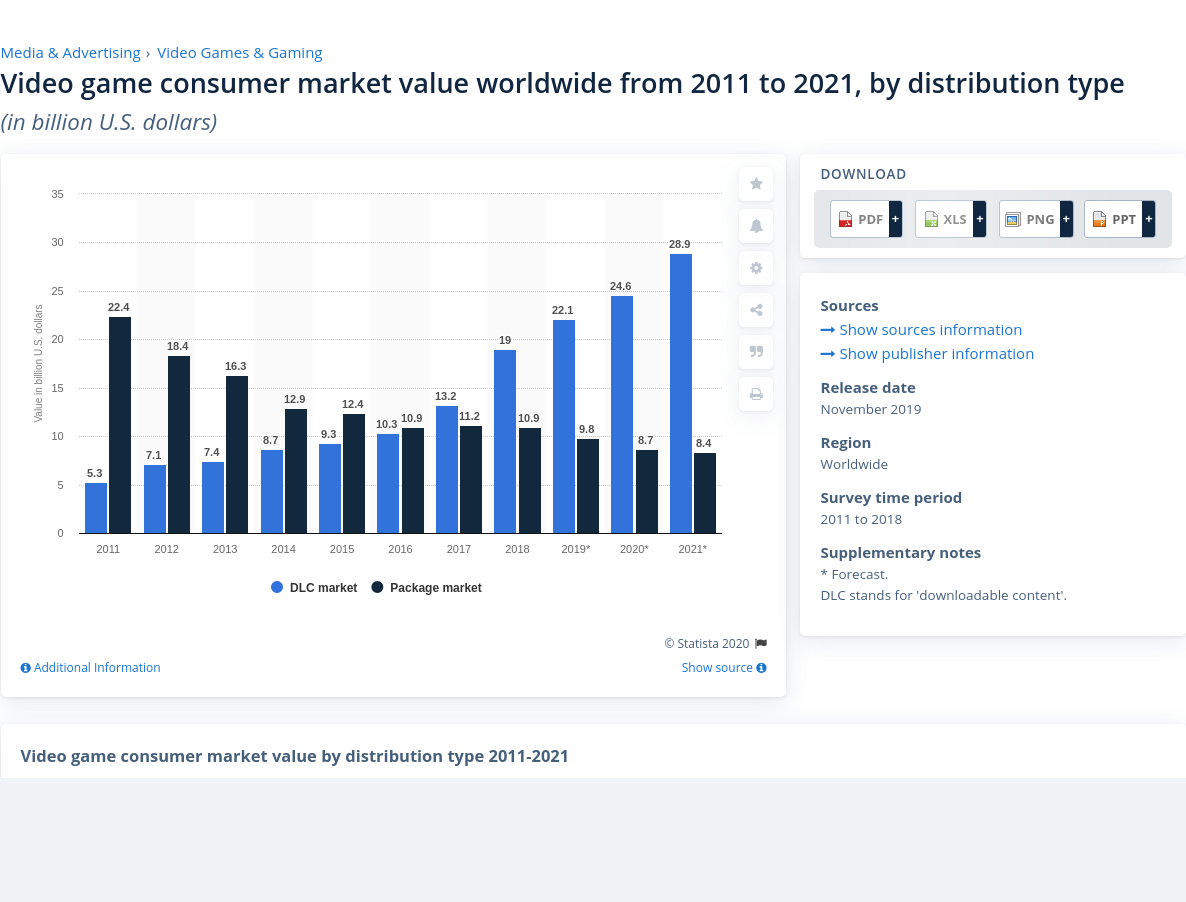 Media & Advertising › Video Games & Gaming
Video game consumer market value worldwide from 2011 to 2021, by distribution type
(in billion U.S. dollars)
35
30
25
20
15
10
5
0
Value in billion U.S. dollars
5.3
22.4
7.1
18.4
7.4
16.3
8.7
12.9
9.3
12.4
10.3
10.9
13.2
11.2
19
10.9
22.1
9.8
24.6
8.7
28.9
8.4
2011 2012 2013 2014 2015 2016 2017 2018 2019* 2020* 2021*
DLC market Package market
© Statista 2020
Additional Information
Show source
DOWNLOAD
PDF + XLS + PNG + PPT +
Sources
Show sources information
Show publisher information
Release date
November 2019
Region
Worldwide
Survey time period
2011 to 2018
Supplementary notes
* Forecast.
DLC stands for 'downloadable content'.
Video game consumer market value by distribution type 2011-2021